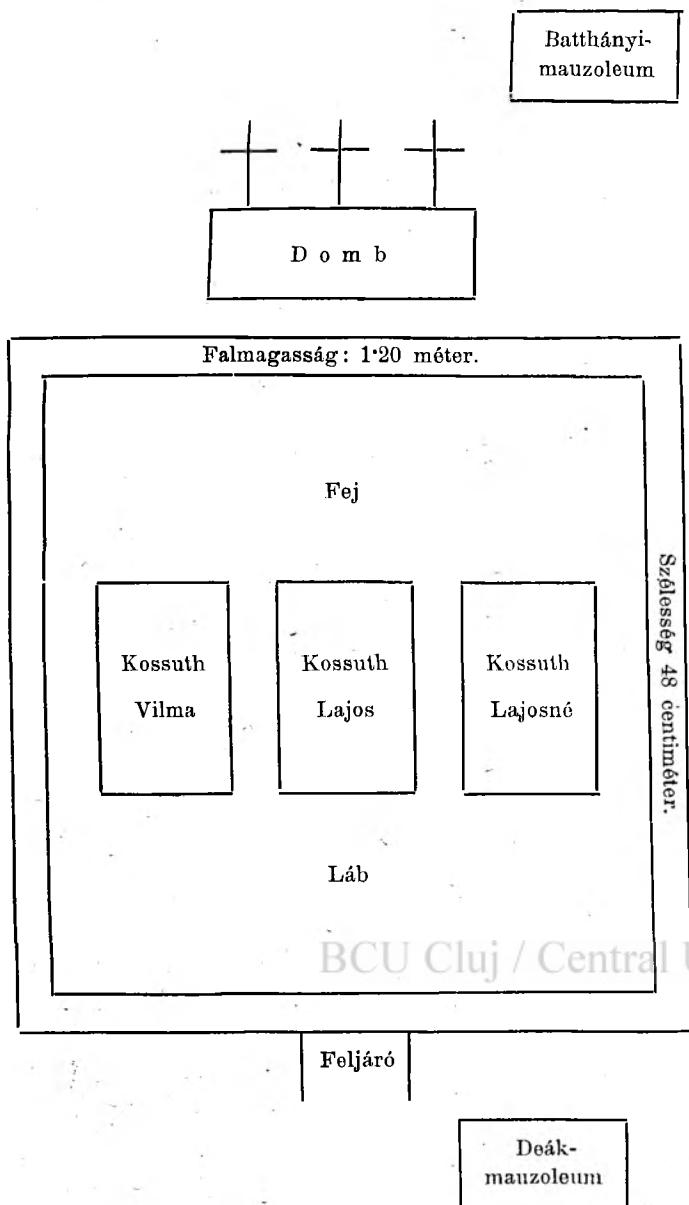 Batthányi-
mauzoleum
Domb
Falmagasság: 1·20 méter.
Fej
Szélesség 48 centiméter.
Kossuth
Vilma
Kossuth
Lajos
Kossuth
Lajosné
Láb
BCU Cluj / Central U
Feljáró
Deák-
mauzoleum